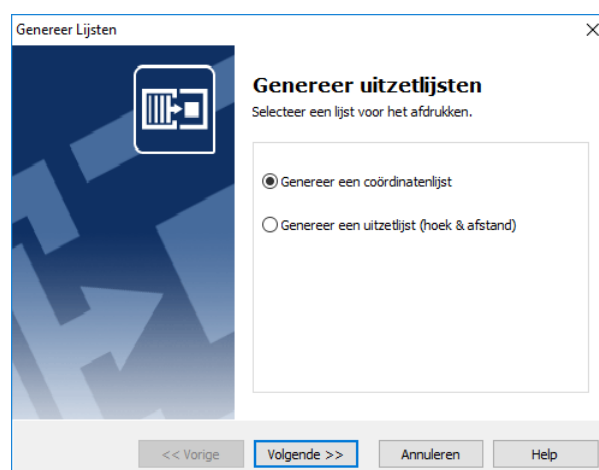 Genereer Lijsten
Genereer uitzetlijsten
Selecteer een lijst voor het afdrukken.
Genereer een coördinatenlijst
Genereer een uitzetlijst (hoek & afstand)
<< Vorige
Volgende >>
Annuleren
Help